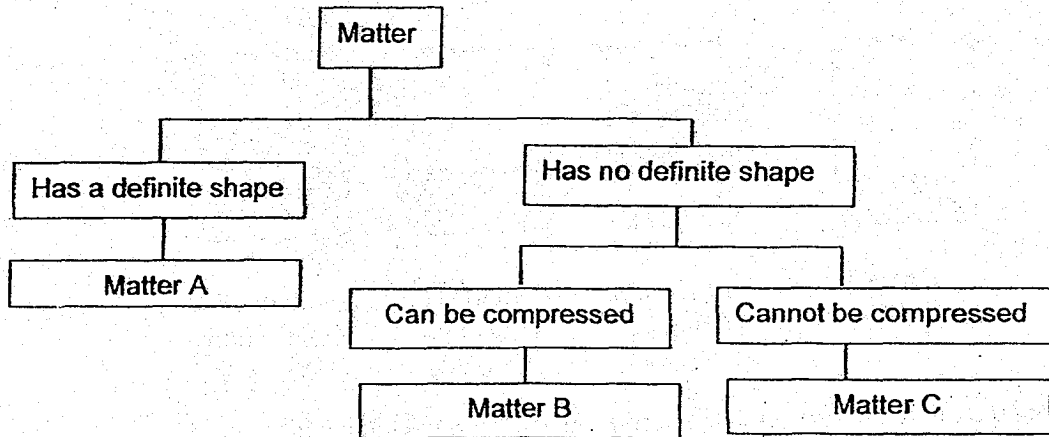 Matter
Has a definite shape
Has no definite shape
Matter A
Can be compressed
Cannot be compressed
Matter B
Matter C